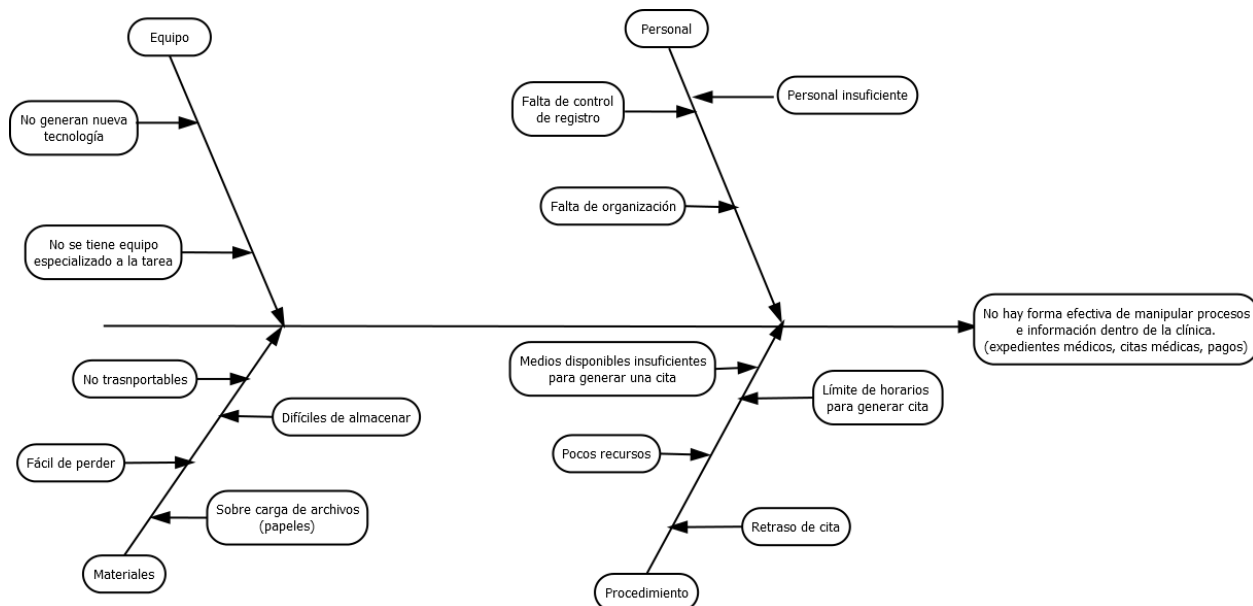 Equipo
Personal
No generan nueva
tecnología
Falta de control
de registro
Personal insuficiente
Falta de organización
No se tiene equipo
especializado a la tarea
No hay forma efectiva de manipular procesos
e información dentro de la clínica.
(expedientes médicos, citas médicas, pagos)
No trasnportables
Medios disponibles insuficientes
para generar una cita
Difíciles de almacenar
Límite de horarios
para generar cita
Fácil de perder
Pocos recursos
Sobre carga de archivos
(papeles)
Retraso de cita
Materiales
Procedimiento